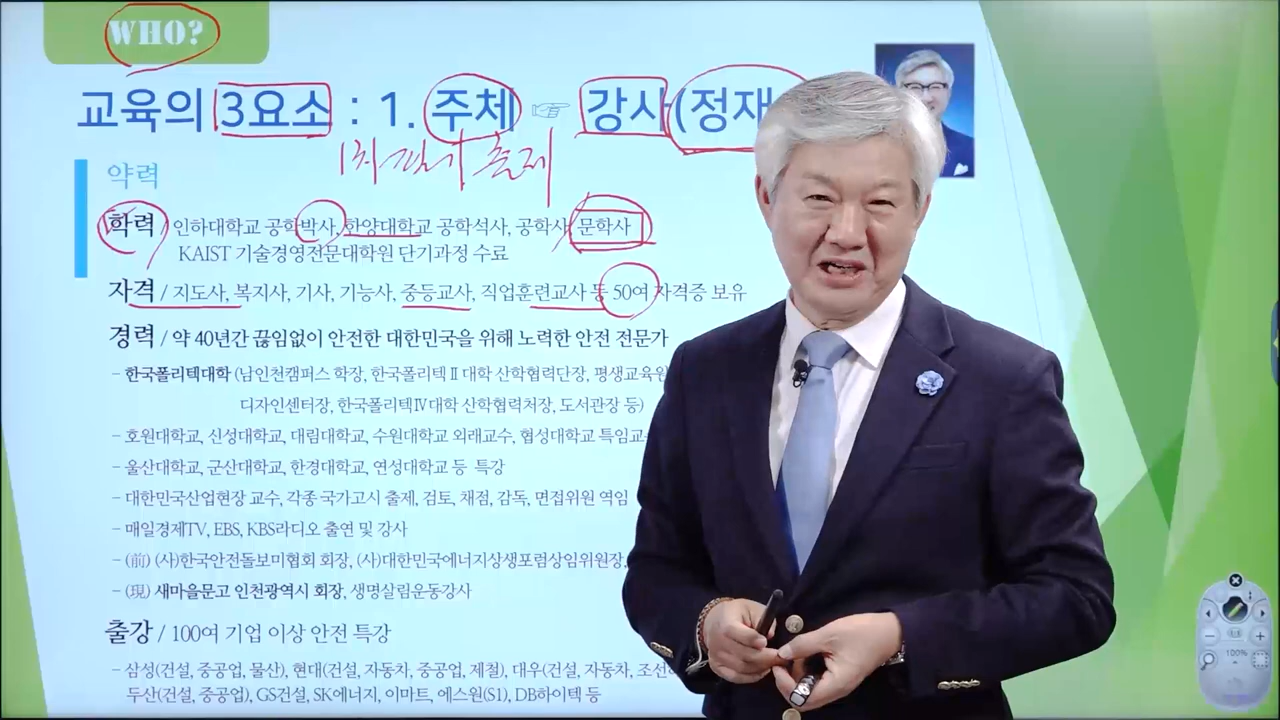 WHO?
교육의 3요소 : 1. 주체 ☞ 강사(정재
1차 필기 출제
약력
학력 / 인하대학교 공학박사, 한양대학교 공학석사, 공학사, 문학사
KAIST 기술경영전문대학원 단기과정 수료
자격 / 지도사, 복지사, 기사, 기능사, 중등교사, 직업훈련교사 등 50여 자격증 보유
경력 / 약 40년간 끊임없이 안전한 대한민국을 위해 노력한 안전 전문가
- 한국폴리텍대학 (남인천캠퍼스 학장, 한국폴리텍Ⅱ대학 산학협력단장, 평생교육원
디자인센터장, 한국폴리텍Ⅳ대학 산학협력처장, 도서관장 등)
- 호원대학교, 신성대학교, 대림대학교, 수원대학교 외래교수, 협성대학교 특임교
- 울산대학교, 군산대학교, 한경대학교, 연성대학교 등 특강
- 대한민국산업현장 교수, 각종 국가고시 출제, 검토, 채점, 감독, 면접위원 역임
- 매일경제TV, EBS, KBS라디오 출연 및 강사
- (前) (사)한국안전돌보미협회 회장, (사)대한민국에너지상생포럼상임위원장,
- (現) 새마을문고 인천광역시 회장, 생명살림운동강사
출강 / 100여 기업 이상 안전 특강
- 삼성(건설, 중공업, 물산), 현대(건설, 자동차, 중공업, 제철), 대우(건설, 자동차, 조선
두산(건설, 중공업), GS건설, SK에너지, 이마트, 에스원(S1), DB하이텍 등
100%